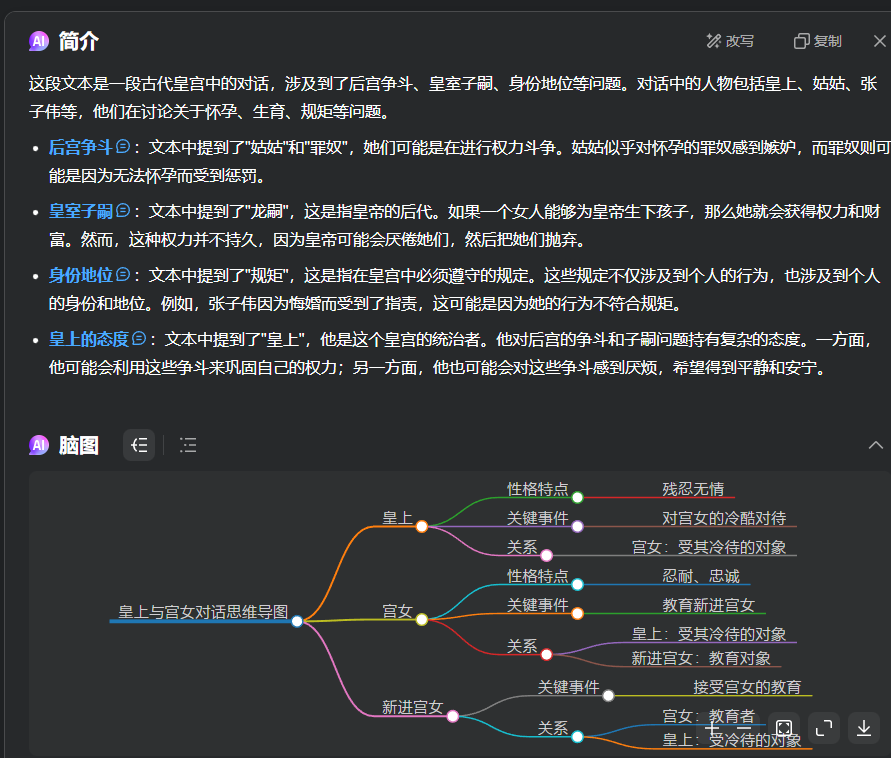 AI 简介
改写 复制
这段文本是一段古代皇宫中的对话，涉及到了后宫争斗、皇室子嗣、身份地位等问题。对话中的人物包括皇上、姑姑、张
子伟等，他们在讨论关于怀孕、生育、规矩等问题。
• 后宫争斗：文本中提到了"姑姑"和"罪奴"，她们可能是在进行权力斗争。姑姑似乎对怀孕的罪奴感到嫉妒，而罪奴则可
能是因为无法怀孕而受到惩罚。
• 皇室子嗣：文本中提到了"龙嗣"，这是指皇帝的后代。如果一个女人能够为皇帝生下孩子，那么她就会获得权力和财
富。然而，这种权力并不持久，因为皇帝可能会厌倦她们，然后把她们抛弃。
• 身份地位：文本中提到了"规矩"，这是指在皇宫中必须遵守的规定。这些规定不仅涉及到个人的行为，也涉及到个人
的身份和地位。例如，张子伟因为悔婚而受到了指责，这可能是因为她的行为不符合规矩。
• 皇上的态度：文本中提到了"皇上"，他是这个皇宫的统治者。他对后宫的争斗和子嗣问题持有复杂的态度。一方面，
他可能会利用这些争斗来巩固自己的权力；另一方面，他也可能会对这些争斗感到厌烦，希望得到平静和安宁。
AI 脑图
皇上与宫女对话思维导图
皇上
性格特点 残忍无情
关键事件 对宫女的冷酷对待
关系 宫女：受其冷待的对象
宫女
性格特点 忍耐、忠诚
关键事件 教育新进宫女
关系
皇上：受其冷待的对象
新进宫女：教育对象
新进宫女
关键事件 接受宫女的教育
关系
宫女：教育者
皇上：受冷待的对象